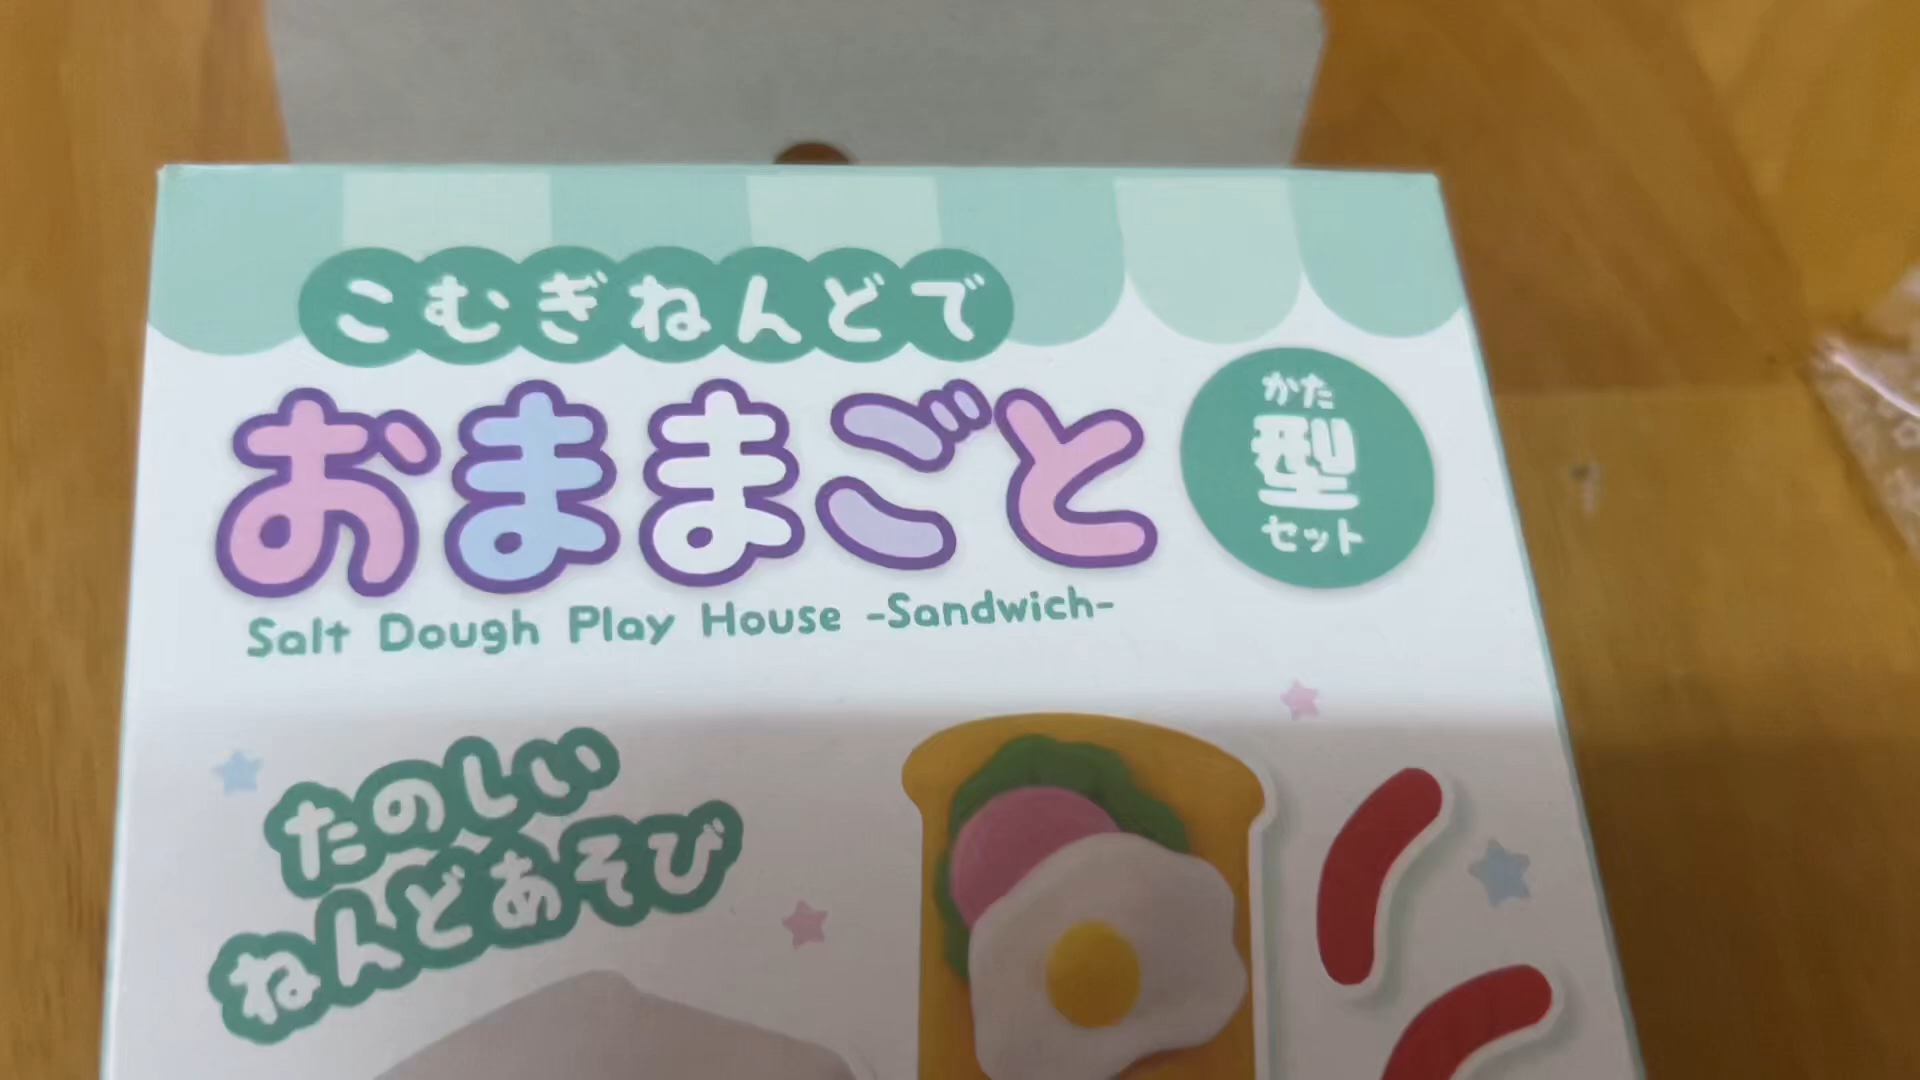 こむぎねんどで
おままごと
かた
型
セット
Salt Dough Play House -Sandwich-
たのしい
ねんどあそび